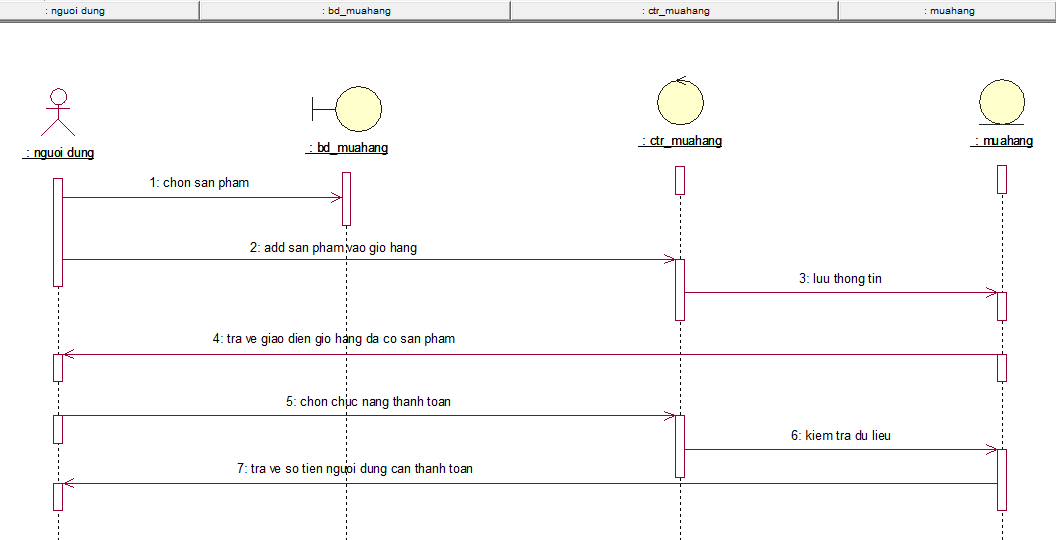 : nguoi dung
: bd_muahang
: ctr_muahang
: muahang
: nguoi dung
: bd_muahang
: ctr_muahang
: muahang
1: chon san pham
2: add san pham vao gio hang
3: luu thong tin
4: tra ve giao dien gio hang da co san pham
5: chon chuc nang thanh toan
6: kiem tra du lieu
7: tra ve so tien nguoi dung can thanh toan